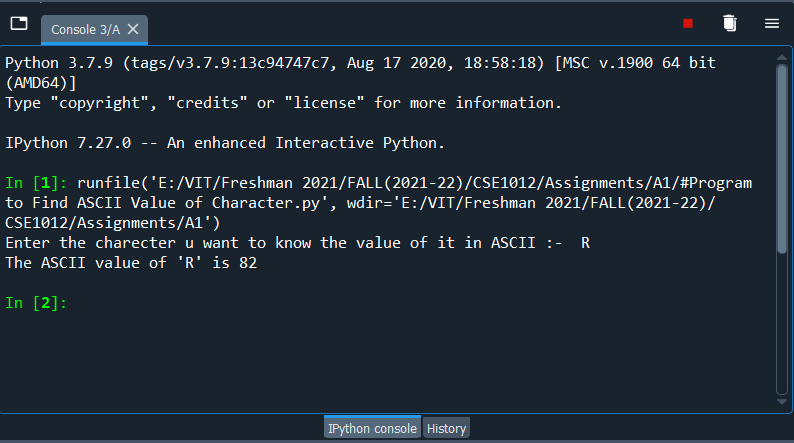 Console 3/A
Python 3.7.9 (tags/v3.7.9:13c94747c7, Aug 17 2020, 18:58:18) [MSC v.1900 64 bit
(AMD64)]
Type "copyright", "credits" or "license" for more information.
IPython 7.27.0 -- An enhanced Interactive Python.
In [1]: runfile('E:/VIT/Freshman 2021/FALL(2021-22)/CSE1012/Assignments/A1/#Program
to Find ASCII Value of Character.py', wdir='E:/VIT/Freshman 2021/FALL(2021-22)/
CSE1012/Assignments/A1')
Enter the charecter u want to know the value of it in ASCII :-  R
The ASCII value of 'R' is 82
In [2]:
IPython console History